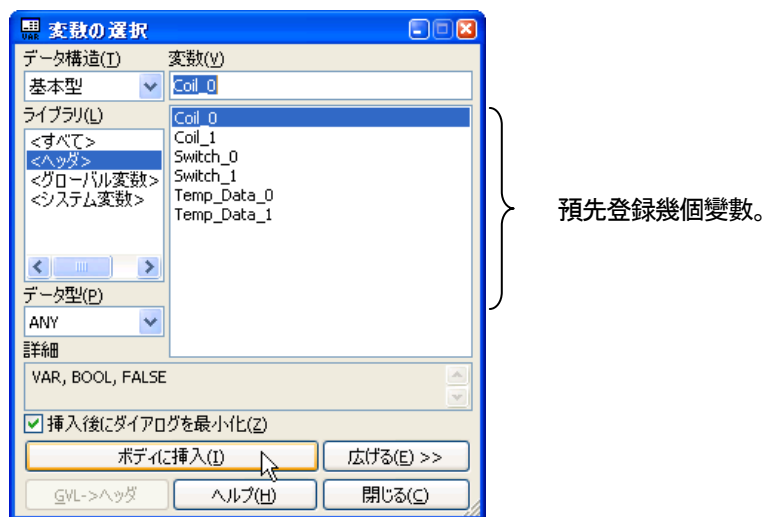 変数の選択
データ構造(T) 変数(V)
基本型 Coil_0
ライブラリ(L)
<すべて>
<ヘッダ>
<グローバル変数>
<システム変数>
Coil_0
Coil_1
Switch_0
Switch_1
Temp_Data_0
Temp_Data_1
預先登録幾個變數。
データ型(P)
ANY
詳細
VAR, BOOL, FALSE
挿入後にダイアログを最小化(Z)
ボディに挿入(I) 広げる(E) >>
GVL->ヘッダ ヘルプ(H) 閉じる(C)